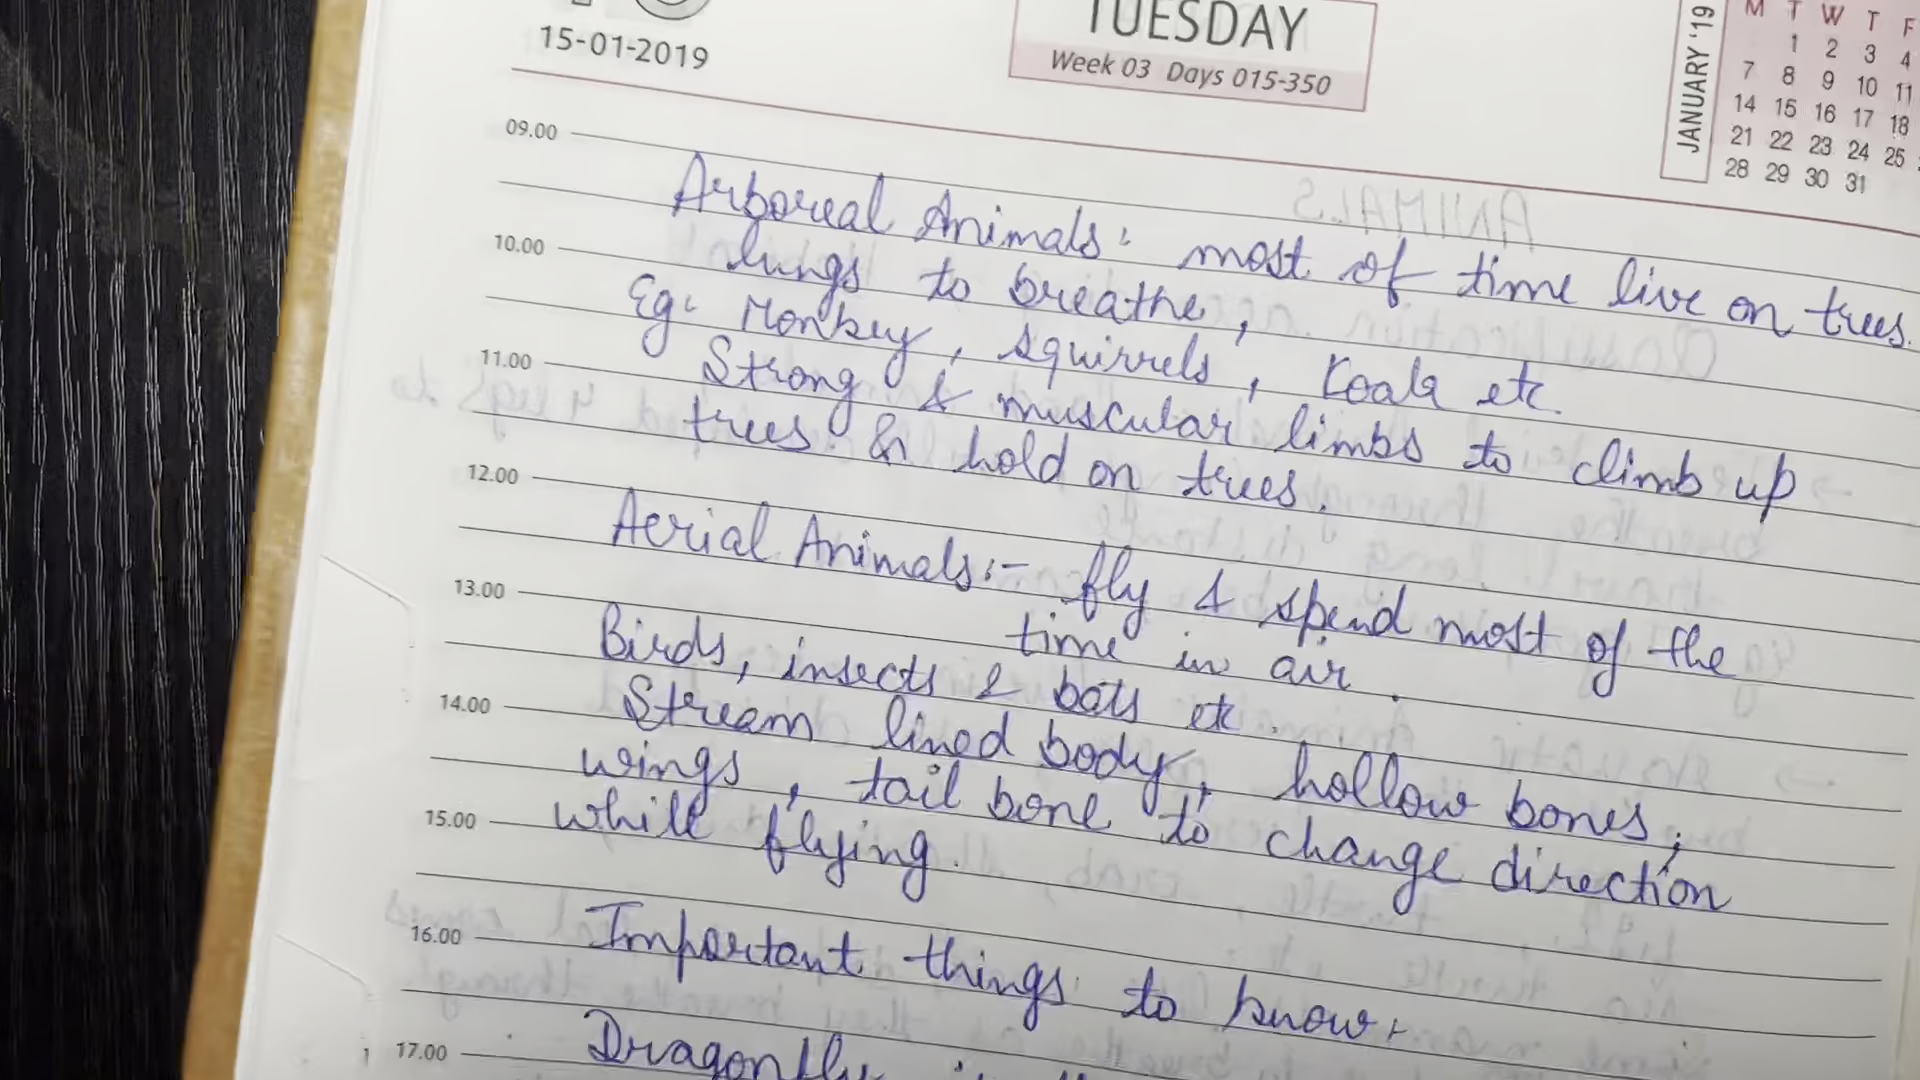 15-01-2019
TUESDAY
Week 03 Days 015-350
JANUARY '19
M T W T F
1 2 3 4
7 8 9 10 11
14 15 16 17 18
21 22 23 24 25
28 29 30 31
09.00
Arboreal Animals: most of time live on trees.
10.00
lungs to breathe,
Eg: Monkey, squirrels, Koala etc.
11.00
Strong & muscular limbs to climb up
trees & hold on trees.
12.00
Aerial Animals:- fly & spend most of the
13.00
time in air.
Birds, insects & bats etc.
14.00
Stream lined body, hollow bones,
wings, tail bone to change direction
15.00
while flying.
16.00
Important things to know:
17.00
Dragonfly